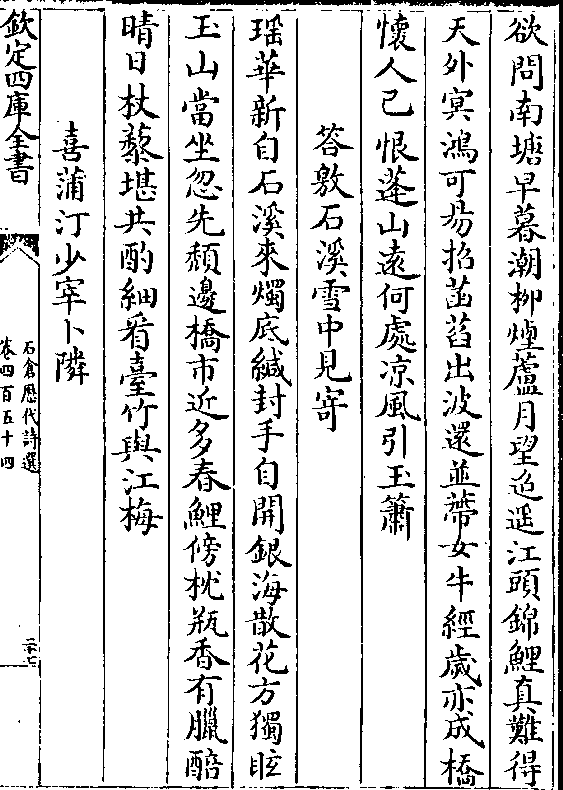 欲問南塘早暮潮柳煙蘆月望迢遥江頭錦鯉真難得
天外冥鴻可易招菡萏出波還並蔕女牛經歲亦成橋
懷人已恨蓬山遠何處凉風引玉簫
答敫石溪雪中見寄
瑶華新自石溪來燭底緘封手自開銀海散花方獨眩
玉山當坐忽先頽邊橋市近多春鯉傍枕瓶香有臘醅
晴日杖藜堪共酌細看臺竹與江梅
喜蒲汀少宰卜隣
欽定四庫全書
石倉歷代詩選
卷四百五十四